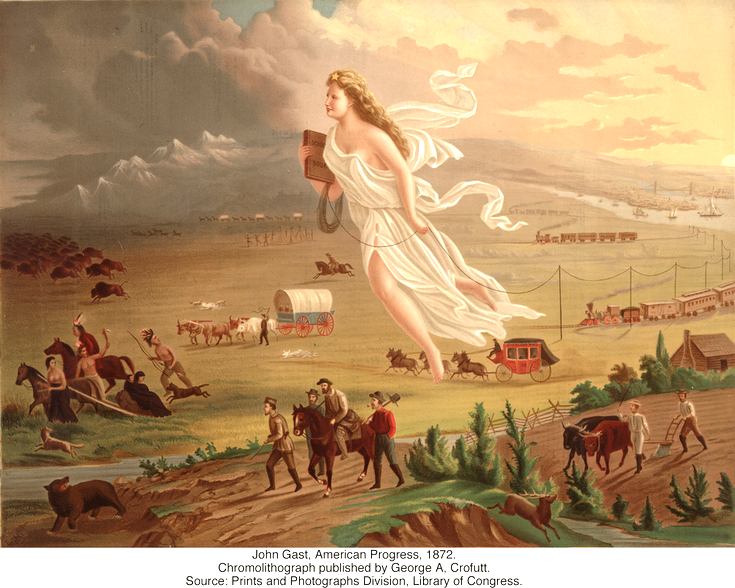 John Gast, American Progress, 1872.
Chromolithograph published by George A, Crofutt.
Source: Prints and Photographs Division, Library of Congress.